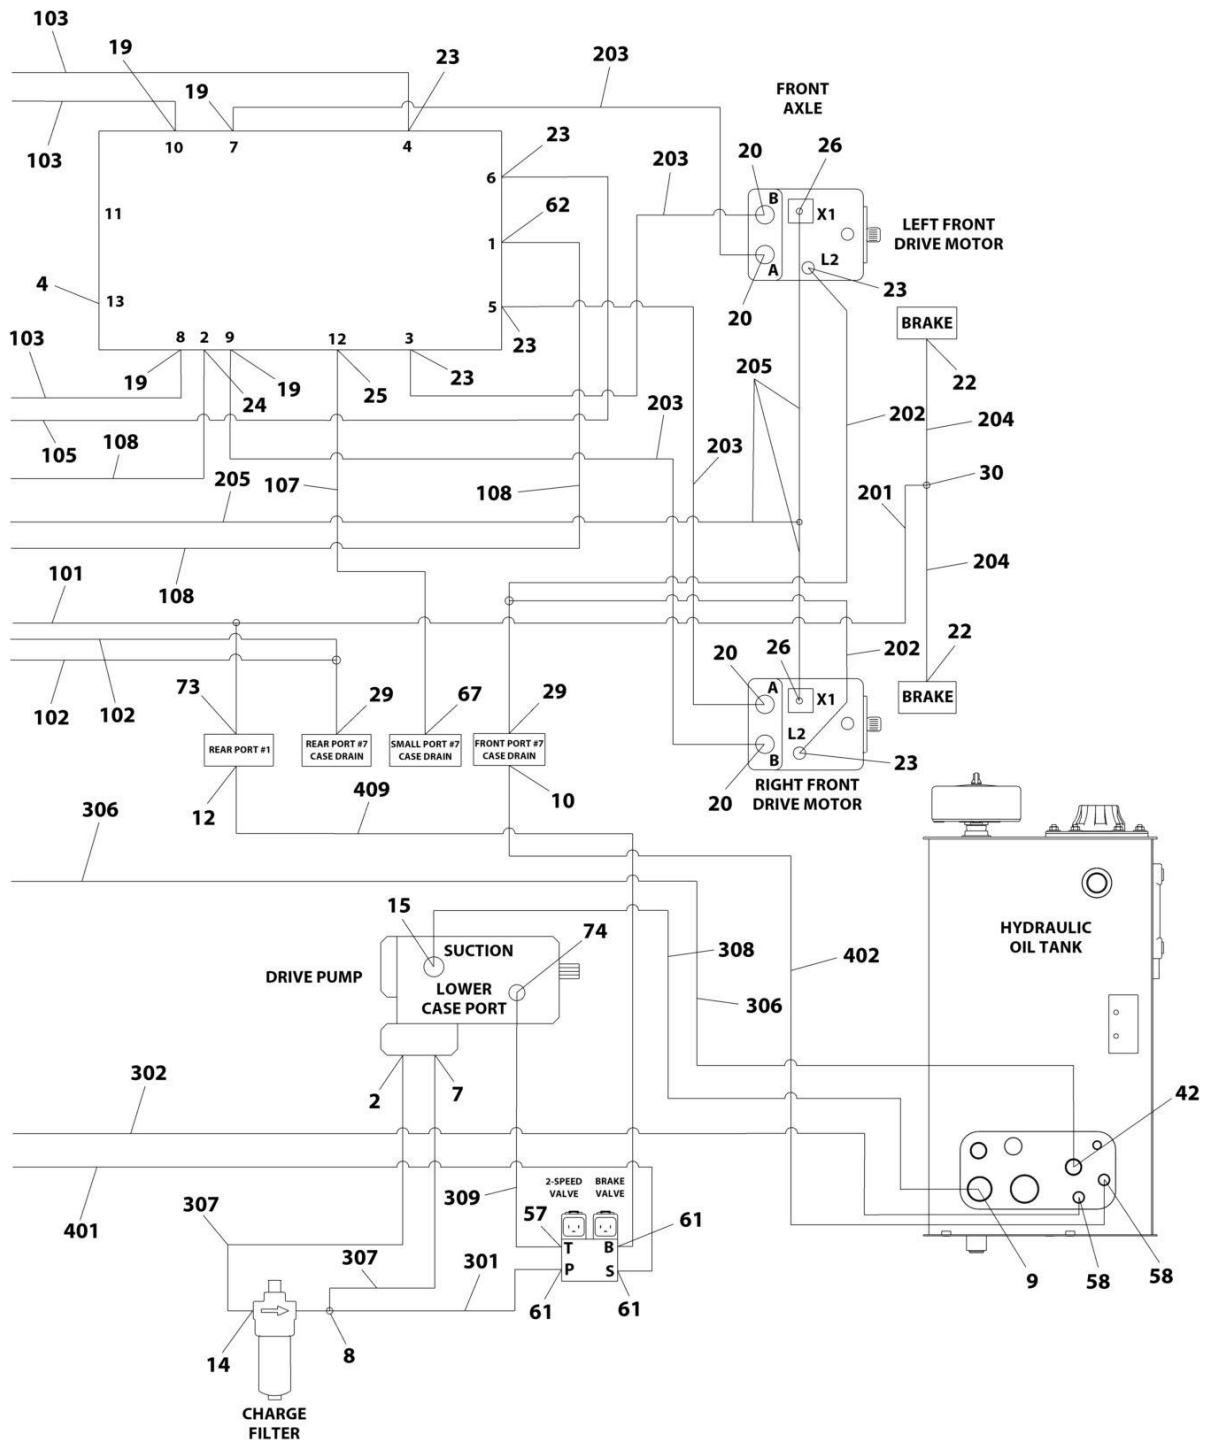 103
19
23
203
FRONT
AXLE
19
103
10
7
4
23
203
20
26
6
B
X1
62
11
LEFT FRONT
DRIVE MOTOR
1
L2
A
4
13
5
23
20
BRAKE
103
8
2
9
12
3
23
19
24
19
25
23
205
22
203
202
204
105
108
203
205
107
108
201
30
101
108
204
202
22
20
26
73
29
67
29
A
X1
BRAKE
102
102
L2
REAR PORT #1
REAR PORT #7
CASE DRAIN
SMALL PORT #7
CASE DRAIN
FRONT PORT #7
CASE DRAIN
B
23
20
RIGHT FRONT
DRIVE MOTOR
12
409
10
306
15
74
HYDRAULIC
OIL TANK
SUCTION
308
402
DRIVE PUMP
LOWER
CASE PORT
306
302
2
7
42
2-SPEED
VALVE
BRAKE
VALVE
309
401
307
57
61
T
B
307
301
P
S
9
58
58
61
61
14
8
CHARGE
FILTER